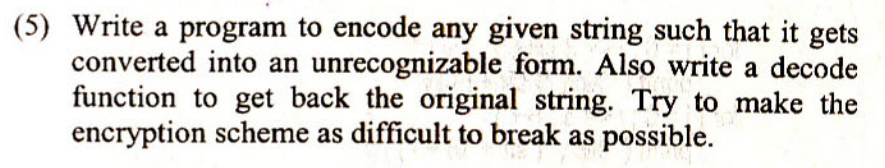 (5) Write a program to encode any given string such that it gets
converted into an unrecognizable form. Also write a decode
function to get back the original string. Try to make the
encryption scheme as difficult to break as possible.